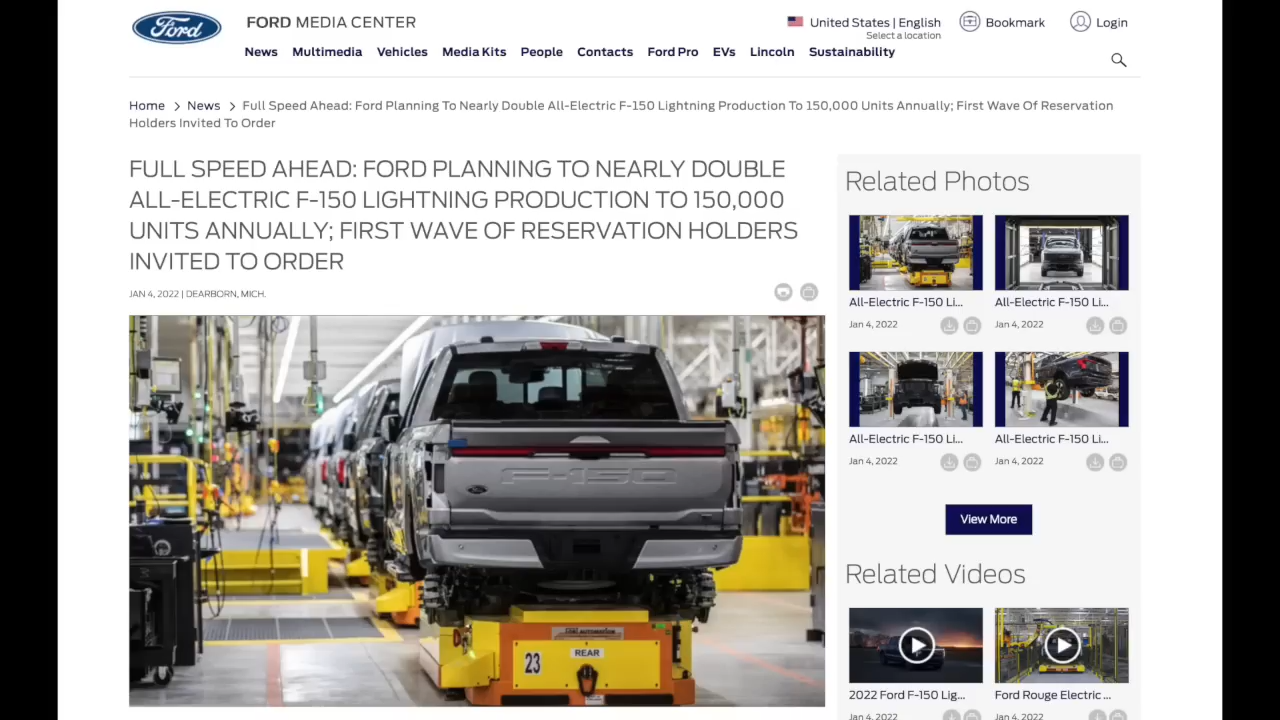 Ford
FORD MEDIA CENTER
United States | English
Select a location
Bookmark
Login
News Multimedia Vehicles Media Kits People Contacts Ford Pro EVs Lincoln Sustainability
Home > News > Full Speed Ahead: Ford Planning To Nearly Double All-Electric F-150 Lightning Production To 150,000 Units Annually; First Wave Of Reservation
Holders Invited To Order
FULL SPEED AHEAD: FORD PLANNING TO NEARLY DOUBLE
ALL-ELECTRIC F-150 LIGHTNING PRODUCTION TO 150,000
UNITS ANNUALLY; FIRST WAVE OF RESERVATION HOLDERS
INVITED TO ORDER
JAN 4, 2022 | DEARBORN, MICH.
F-150
REAR
23
Related Photos
All-Electric F-150 Li...
All-Electric F-150 Li...
Jan 4, 2022
Jan 4, 2022
All-Electric F-150 Li...
All-Electric F-150 Li...
Jan 4, 2022
Jan 4, 2022
View More
Related Videos
2022 Ford F-150 Lig...
Ford Rouge Electric ...
Jan 4, 2022
Jan 4, 2022